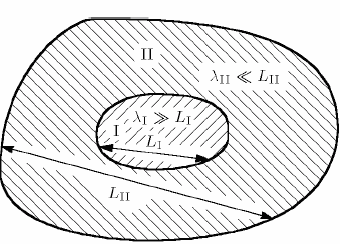 II
λ_II ≪ L_II
λ_I ≫ L_I
I
L_I
L_II